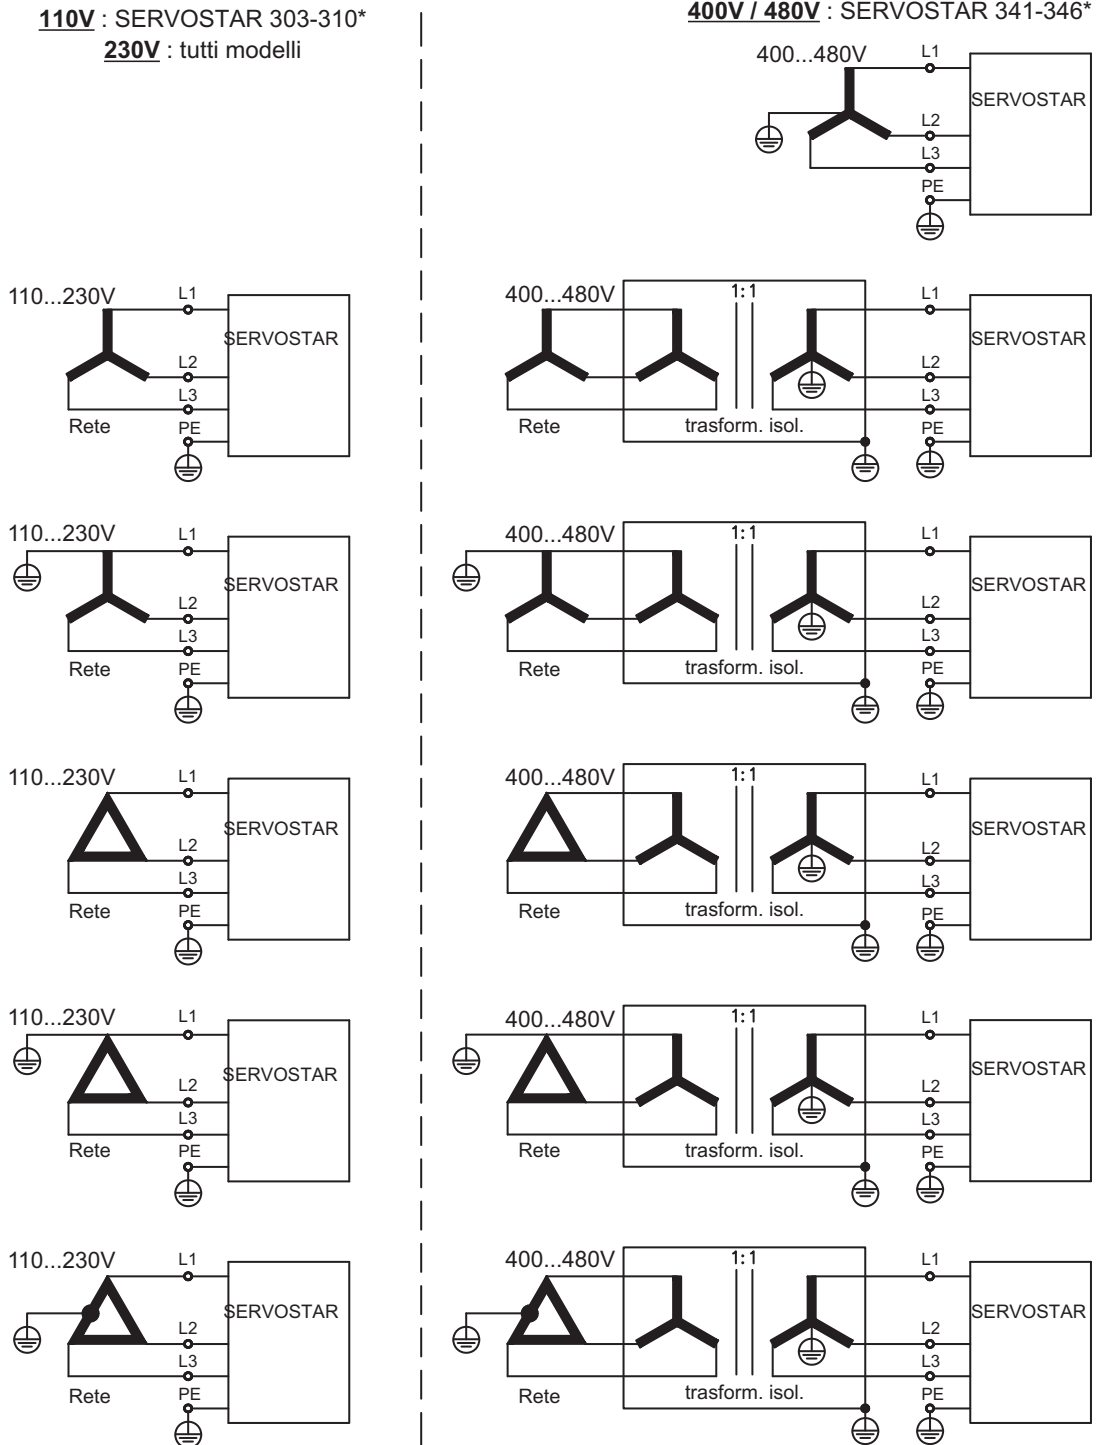 110V : SERVOSTAR 303-310*
230V : tutti modelli
400V / 480V : SERVOSTAR 341-346*
400...480V
L1
SERVOSTAR
L2
L3
PE
110...230V
L1
SERVOSTAR
L2
L3
Rete
PE
400...480V
1:1
L1
SERVOSTAR
L2
L3
Rete
trasform. isol.
PE
110...230V
L1
SERVOSTAR
L2
L3
Rete
PE
400...480V
1:1
L1
SERVOSTAR
L2
L3
Rete
trasform. isol.
PE
110...230V
L1
SERVOSTAR
L2
L3
Rete
PE
400...480V
1:1
L1
SERVOSTAR
L2
L3
Rete
trasform. isol.
PE
110...230V
L1
SERVOSTAR
L2
L3
Rete
PE
400...480V
1:1
L1
SERVOSTAR
L2
L3
Rete
trasform. isol.
PE
110...230V
L1
SERVOSTAR
L2
L3
Rete
PE
400...480V
1:1
L1
SERVOSTAR
L2
L3
Rete
trasform. isol.
PE